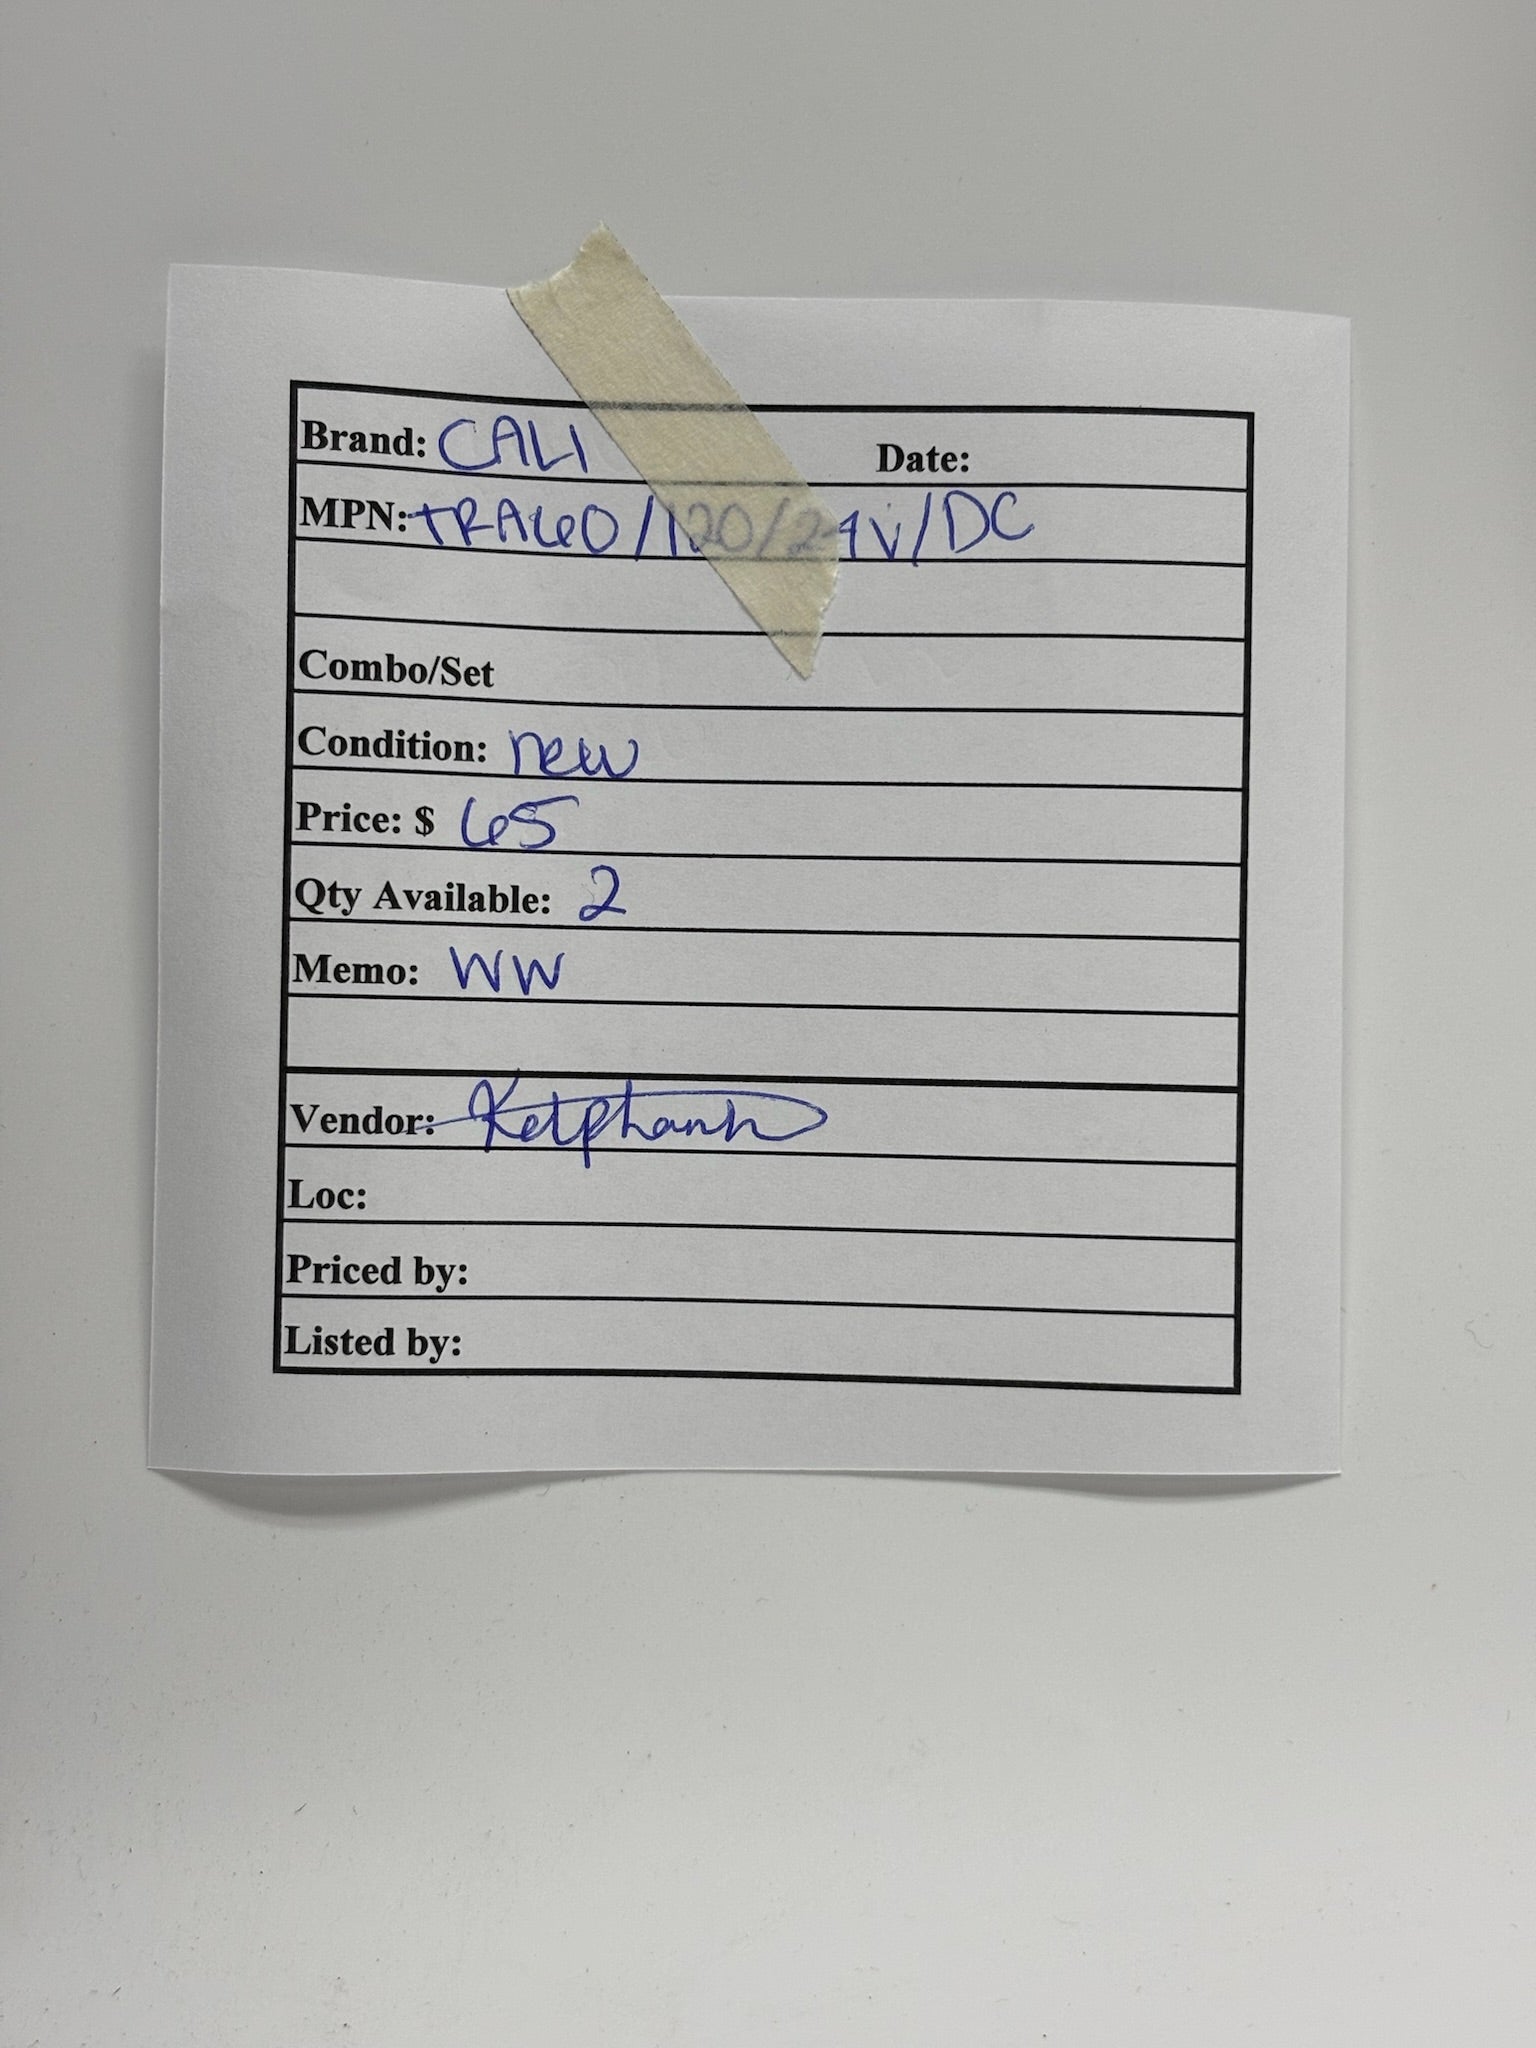 Brand: CALI Date:
MPN: TRA60/120/24V/DC
Combo/Set
Condition: new
Price: $ 65
Qty Available: 2
Memo: WW
Vendor: Ketphanh
Loc:
Priced by:
Listed by: